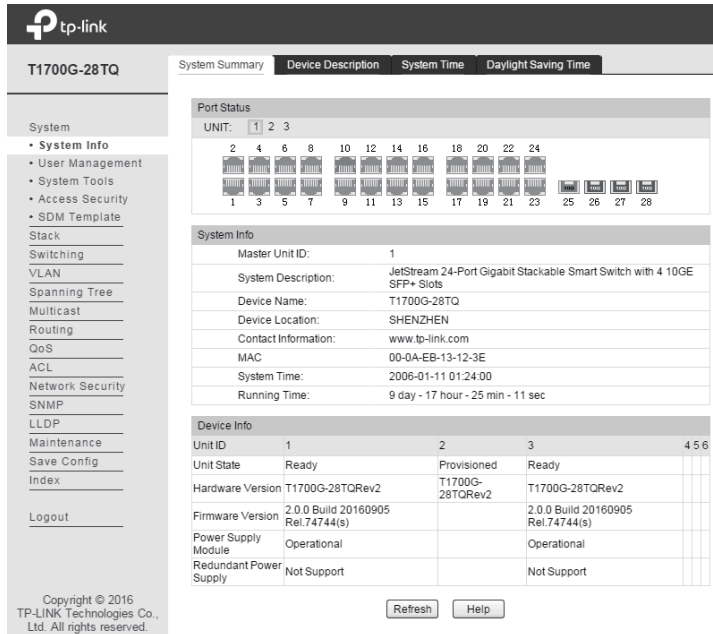 tp-link
T1700G-28TQ
System Summary Device Description System Time Daylight Saving Time
System
• System Info
• User Management
• System Tools
• Access Security
• SDM Template
Stack
Switching
VLAN
Spanning Tree
Multicast
Routing
QoS
ACL
Network Security
SNMP
LLDP
Maintenance
Save Config
Index
Logout
Copyright © 2016
TP-LINK Technologies Co.,
Ltd. All rights reserved.
Port Status
UNIT: 1 2 3
2 4 6 8 10 12 14 16 18 20 22 24
1 3 5 7 9 11 13 15 17 19 21 23 25 26 27 28
System Info
Master Unit ID: 1
System Description: JetStream 24-Port Gigabit Stackable Smart Switch with 4 10GE
SFP+ Slots
Device Name: T1700G-28TQ
Device Location: SHENZHEN
Contact Information: www.tp-link.com
MAC 00-0A-EB-13-12-3E
System Time: 2006-01-11 01:24:00
Running Time: 9 day - 17 hour - 25 min - 11 sec
Device Info
Unit ID 1 2 3 4 5 6
Unit State Ready Provisioned Ready
Hardware Version T1700G-28TQRev2 T1700G-
28TQRev2 T1700G-28TQRev2
Firmware Version 2.0.0 Build 20160905
Rel.74744(s) 2.0.0 Build 20160905
Rel.74744(s)
Power Supply
Module Operational Operational
Redundant Power
Supply Not Support Not Support
Refresh Help